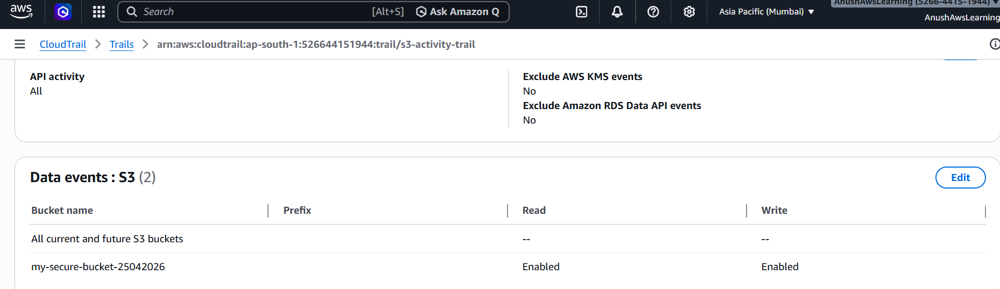 aws
Search
[Alt+S]
Ask Amazon Q
Asia Pacific (Mumbai)
AnushAwsLearning (5266-4415-1944)
AnushAwsLearning
CloudTrail
Trails
arn:aws:cloudtrail:ap-south-1:526644151944:trail/s3-activity-trail
API activity
All
Exclude AWS KMS events
No
Exclude Amazon RDS Data API events
No
Data events : S3 (2)
Edit
Bucket name Prefix Read Write
All current and future S3 buckets -- --
my-secure-bucket-25042026 Enabled Enabled